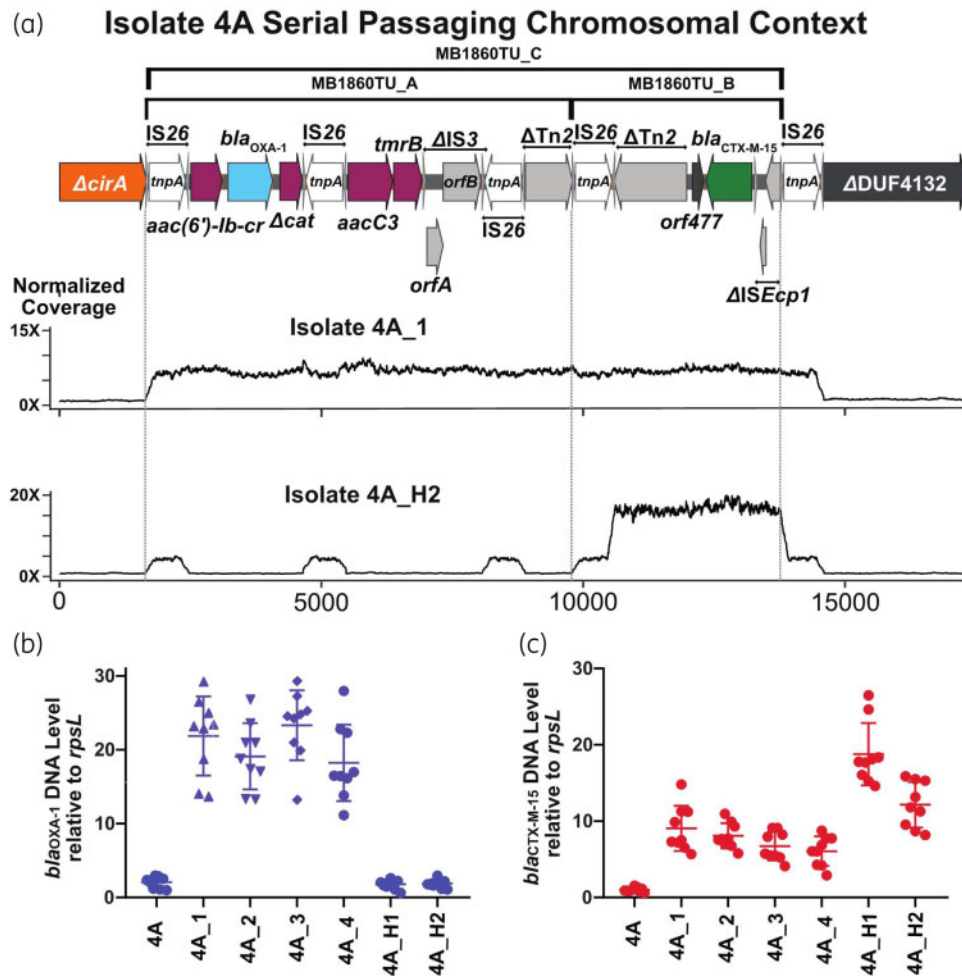 (a) Isolate 4A Serial Passaging Chromosomal Context
MB1860TU_C
MB1860TU_A MB1860TU_B
IS26 blaOXA-1 IS26 tmrB ΔIS3 ΔTn2 IS26 ΔTn2 blaCTX-M-15 IS26
ΔcirA tnpA tnpA orfB tnpA tnpA tnpA ΔDUF4132
aac(6')-Ib-cr Δcat aacC3 IS26 orf477
orfA ΔISEcp1
Normalized
Coverage
Isolate 4A_1
15X
0X
0 5000 10000 15000
Isolate 4A_H2
20X
0X
0 5000 10000 15000
(b) (c)
blaOXA-1 DNA Level
relative to rpsL
30
20
10
0
4A 4A_1 4A_2 4A_3 4A_4 4A_H1 4A_H2
blaCTX-M-15 DNA Level
relative to rpsL
30
20
10
0
4A 4A_1 4A_2 4A_3 4A_4 4A_H1 4A_H2